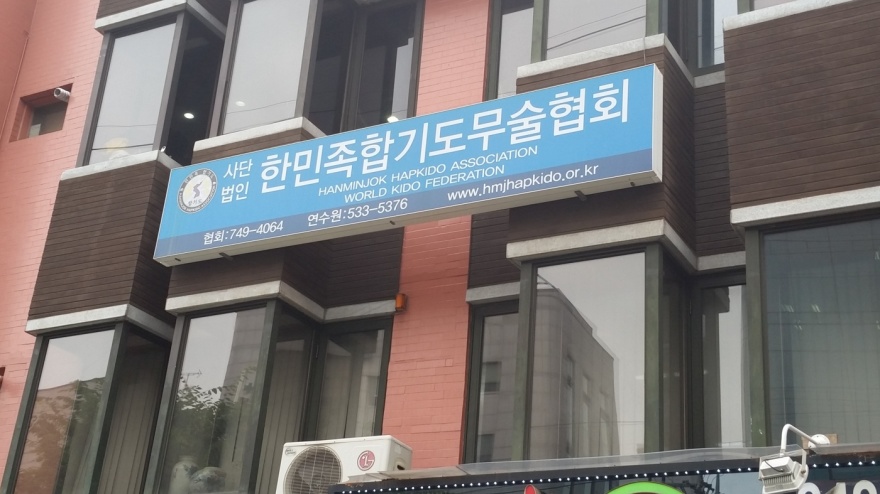 사단
법인
한민족합기도무술협회
HANMINJOK HAPKIDO ASSOCIATION
WORLD KIDO FEDERATION
협회:749-4064 연수원:533-5376 www.hmjhapkido.or.kr
LG